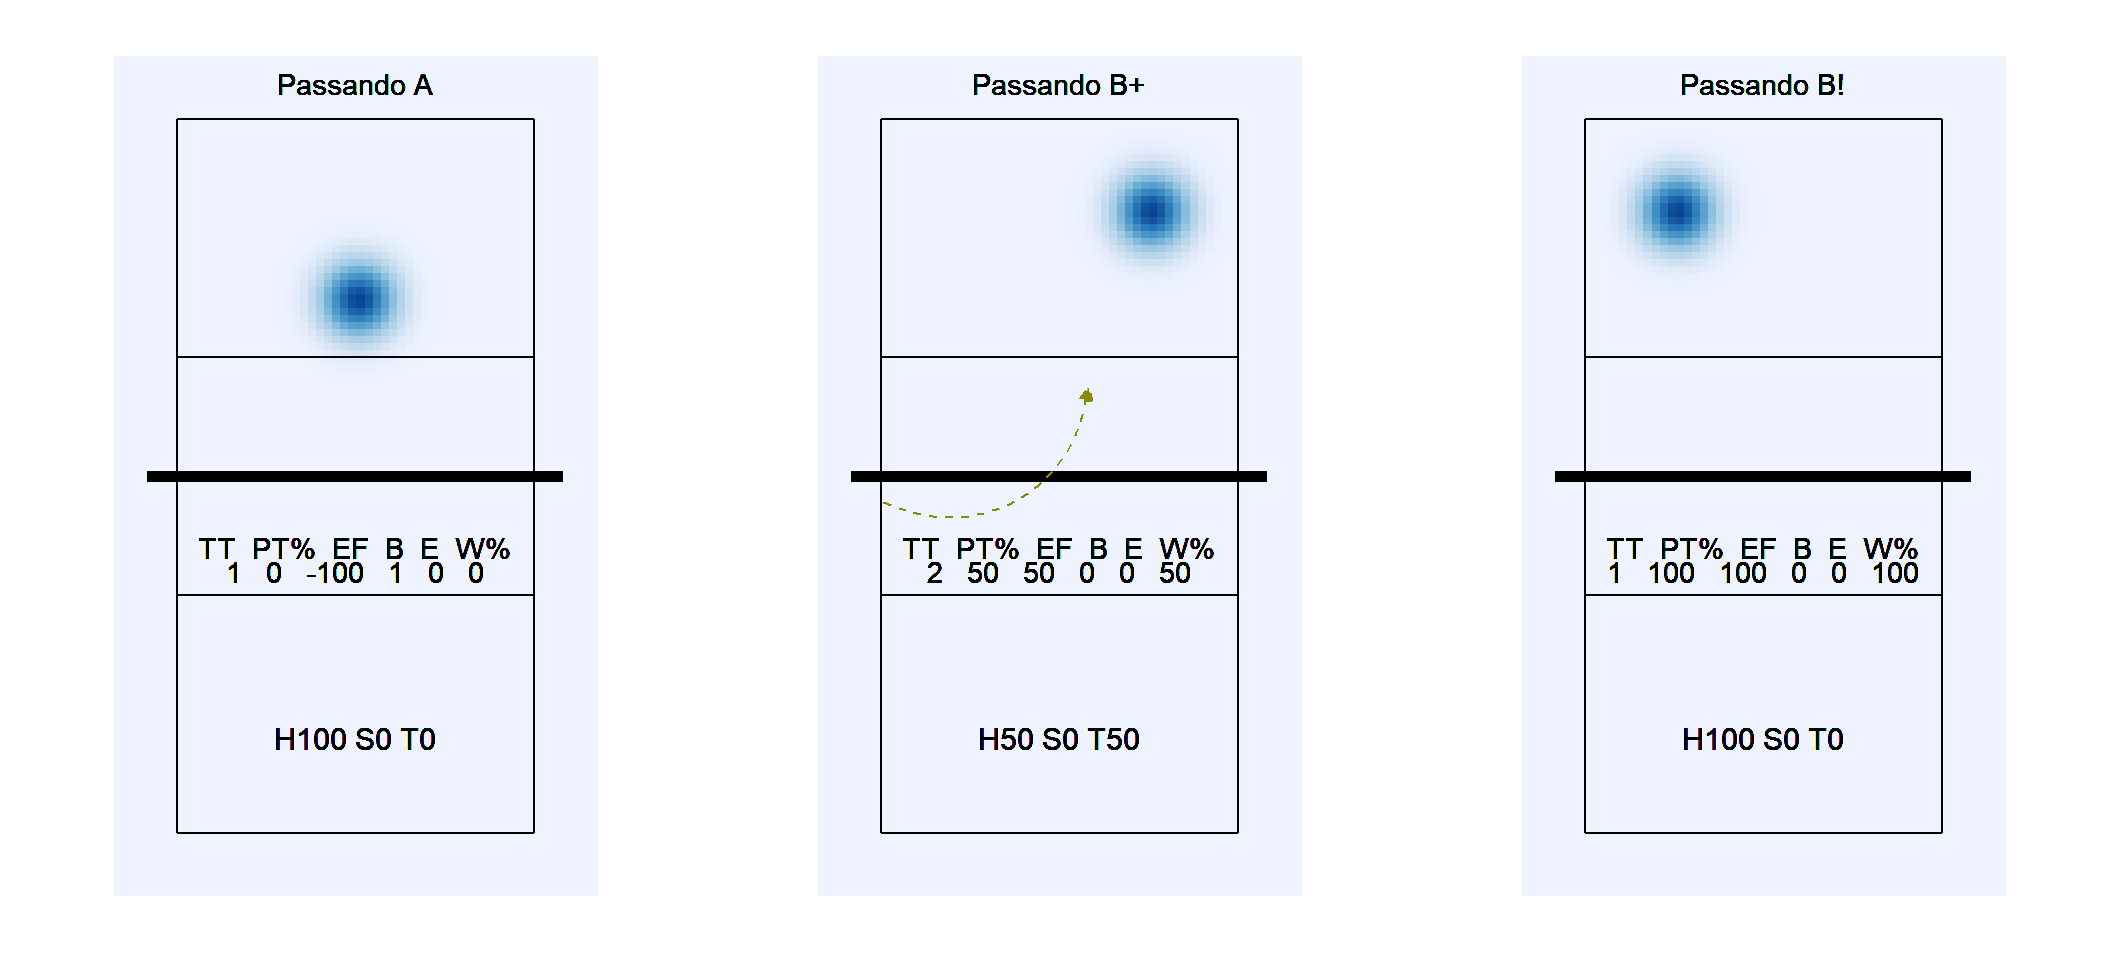 Passando A
TT PT% EF B E W%
1 0 -100 1 0 0
H100 S0 T0
Passando B+
TT PT% EF B E W%
2 50 50 0 0 50
H50 S0 T50
Passando B!
TT PT% EF B E W%
1 100 100 0 0 100
H100 S0 T0